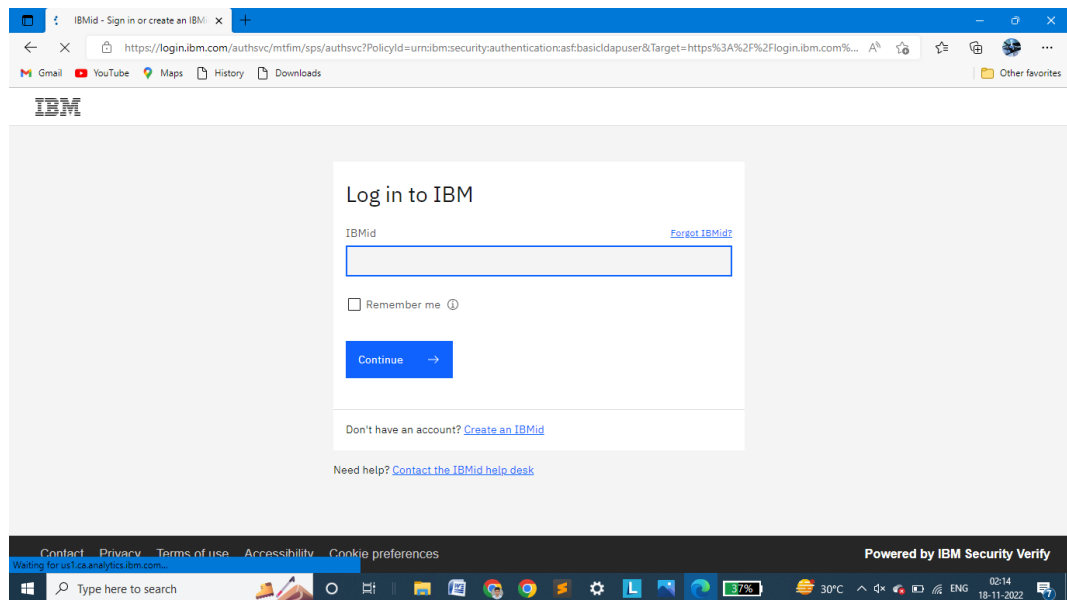 IBMid - Sign in or create an IBMi
https://login.ibm.com/authsvc/mtfim/sps/authsvc?PolicyId=urn:ibm:security:authentication:asf:basicldapuser&Target=https%3A%2F%2Flogin.ibm.com%...
Gmail YouTube Maps History Downloads Other favorites
IBM
Log in to IBM
IBMid Forgot IBMid?
Remember me
Continue
Don't have an account? Create an IBMid
Need help? Contact the IBMid help desk
Contact Privacy Terms of use Accessibility Cookie preferences Powered by IBM Security Verify
Waiting for us1.ca.analytics.ibm.com...
Type here to search L 37% 30°C ENG 02:14
18-11-2022 7